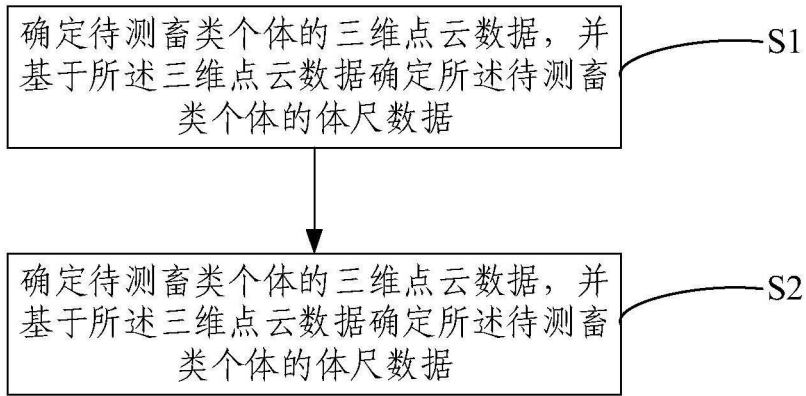 确定待测畜类个体的三维点云数据，并
基于所述三维点云数据确定所述待测畜
类个体的体尺数据
S1
确定待测畜类个体的三维点云数据，并
基于所述三维点云数据确定所述待测畜
类个体的体尺数据
S2